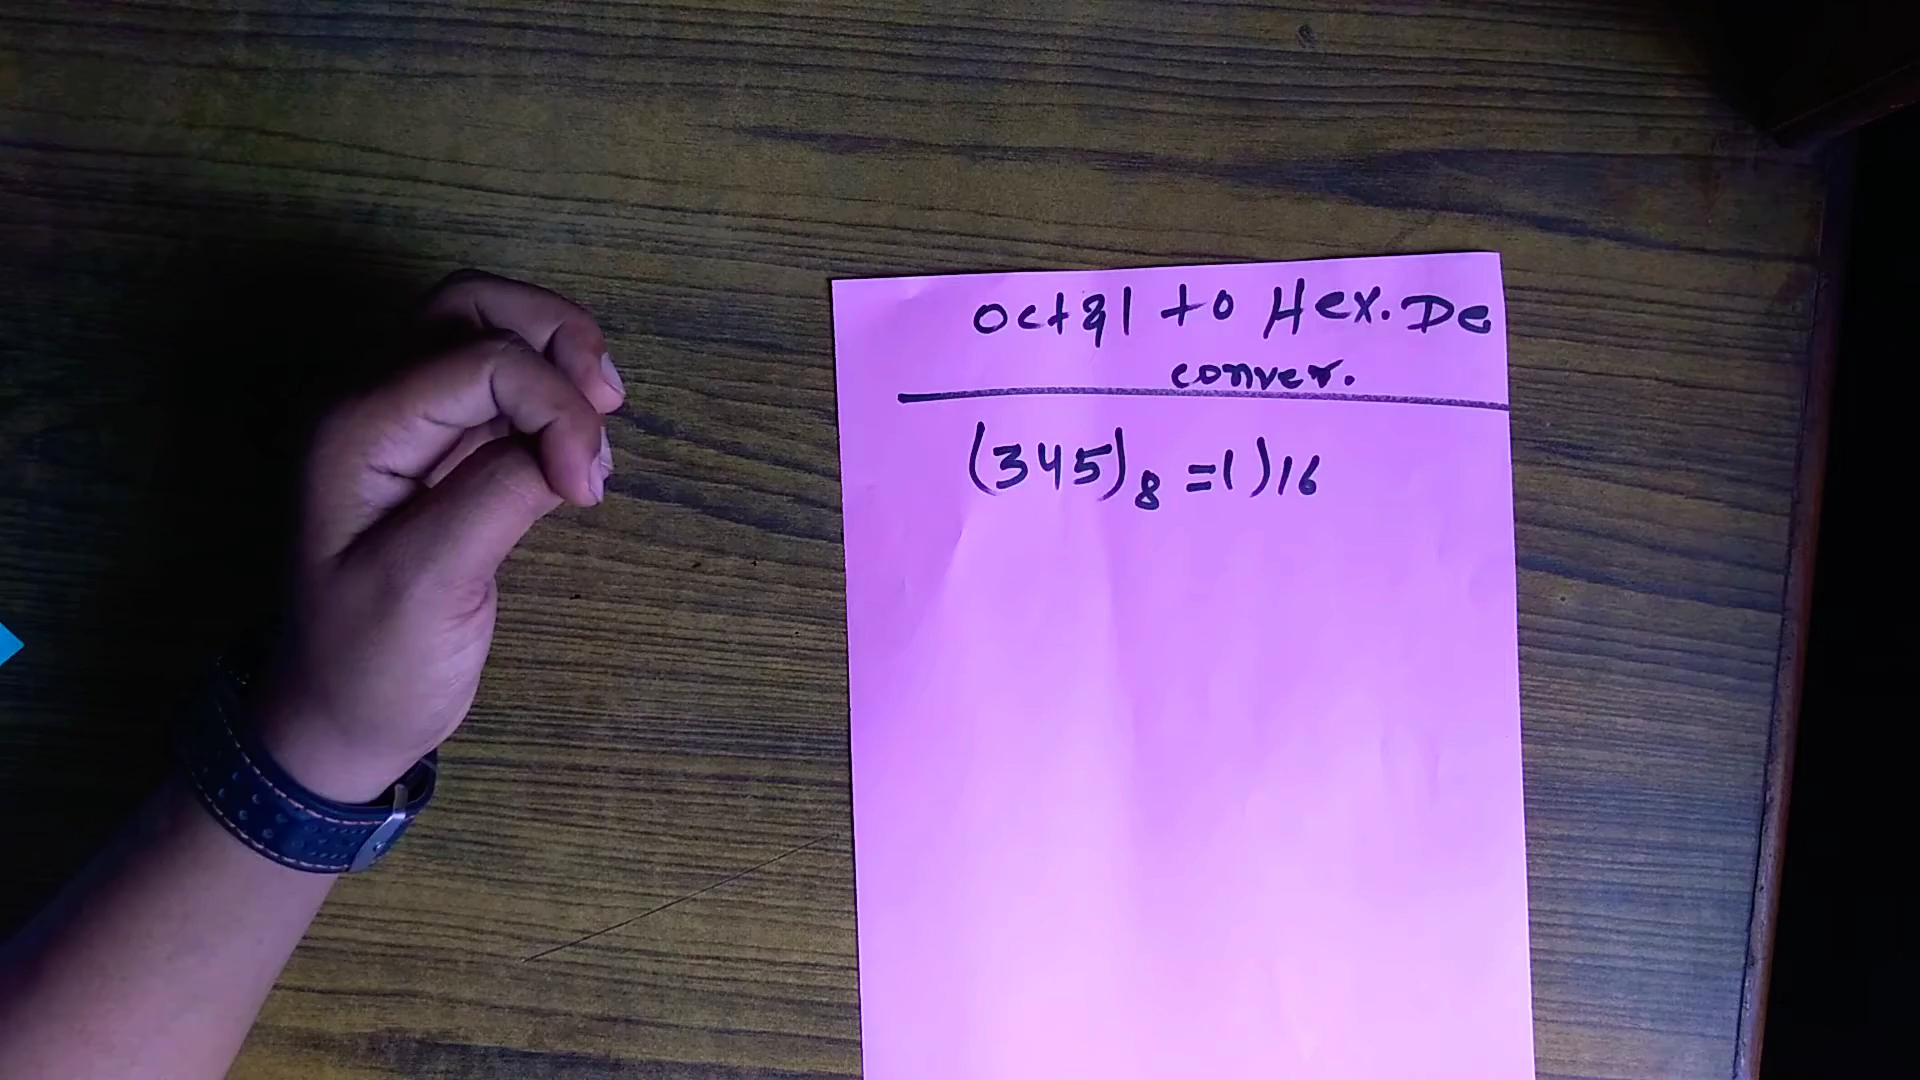 Octal to Hex. De
conver.
(345)8 =( )16